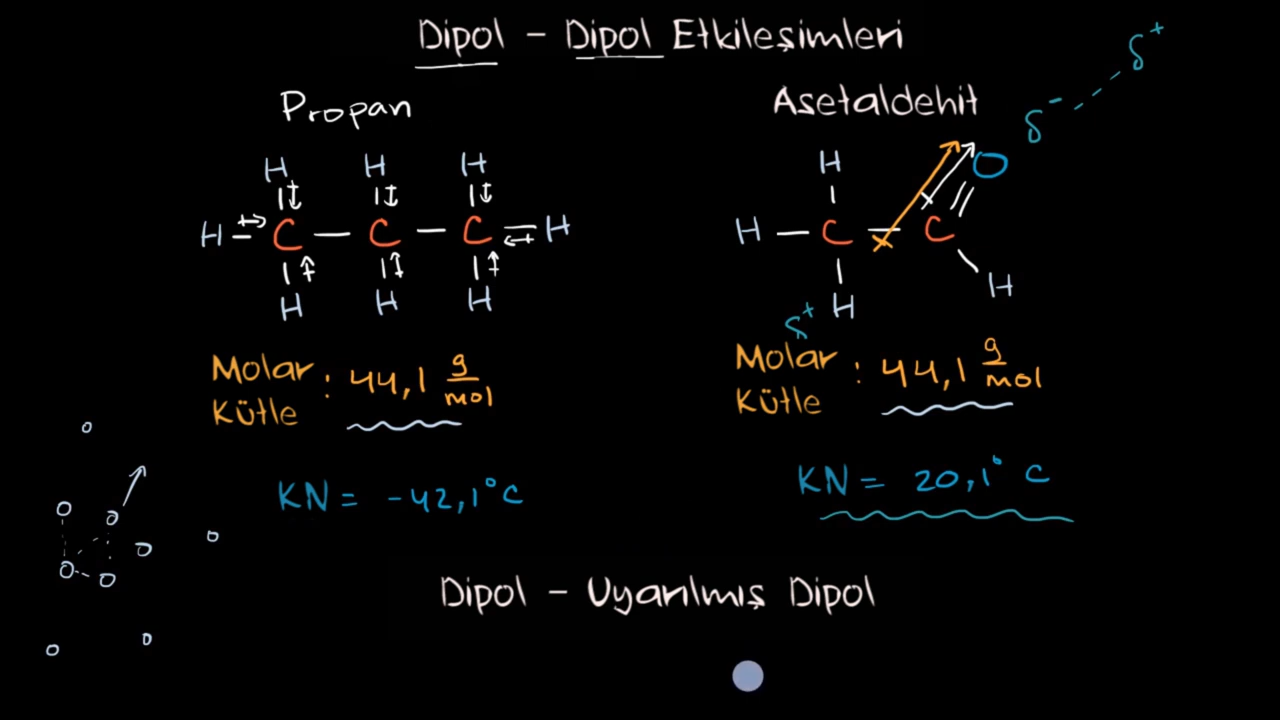 Dipol - Dipol Etkileşimleri
δ+
Propan
Asetaldehit
δ-
H H H
H
O
H - C - C - C = H
H - C - C
H H H
H
H
δ+
Molar Kütle : 44,1 g/mol
Molar Kütle : 44,1 g/mol
KN = -42,1°C
KN = 20,1°C
Dipol - Uyarılmış Dipol